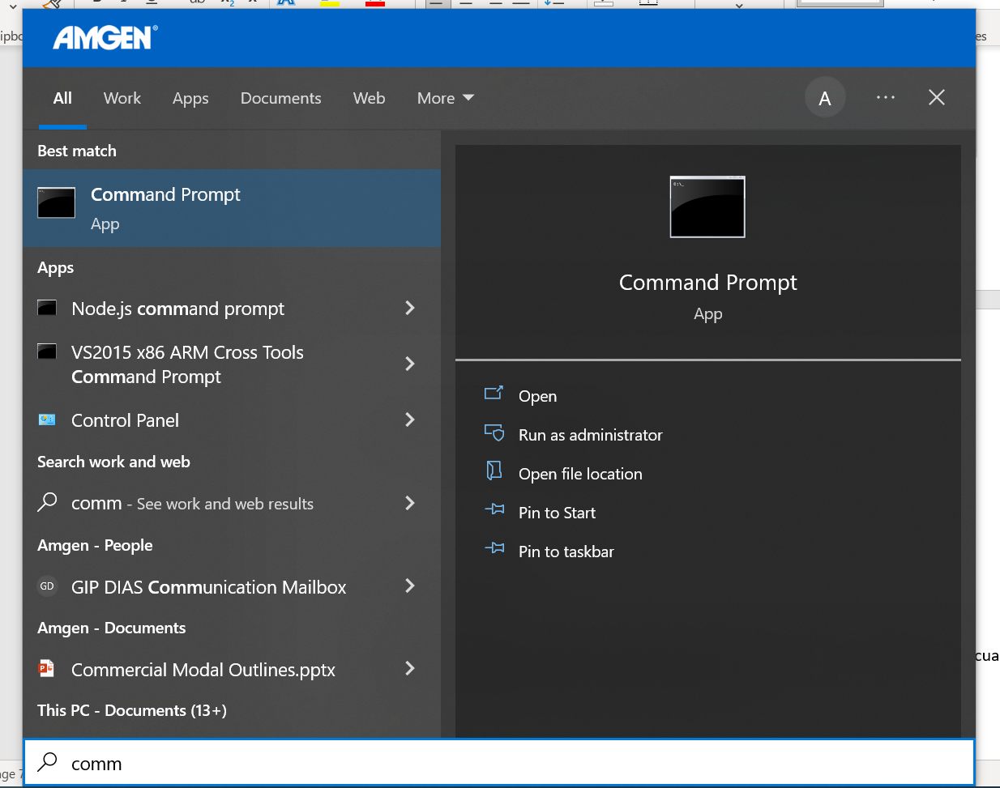 AMGEN®
All Work Apps Documents Web More A
Best match
Command Prompt
App
Apps
Node.js command prompt
VS2015 x86 ARM Cross Tools
Command Prompt
Control Panel
Search work and web
comm - See work and web results
Amgen - People
GD GIP DIAS Communication Mailbox
Amgen - Documents
Commercial Modal Outlines.pptx
This PC - Documents (13+)
comm
C:\_
Command Prompt
App
Open
Run as administrator
Open file location
Pin to Start
Pin to taskbar